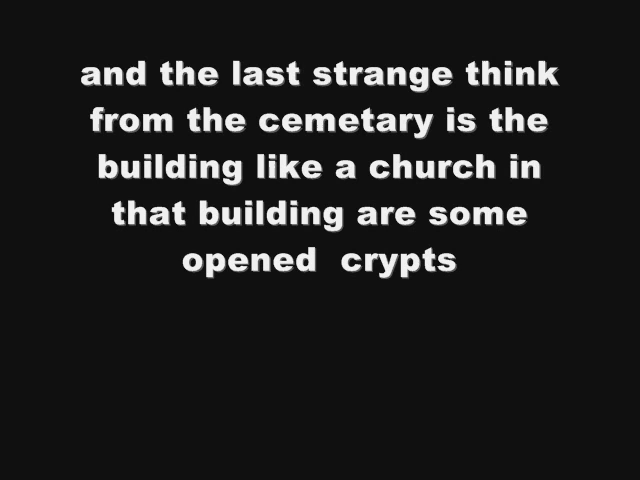 and the last strange think
from the cemetary is the
building like a church in
that building are some
opened  crypts